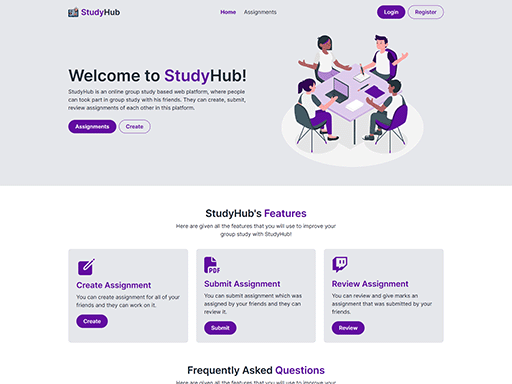 StudyHub
Home Assignments
Login Register
Welcome to StudyHub!
StudyHub is an online group study based web platform, where people
can took part in group study with his friends. They can create, submit,
review assignments of each other in this platform.
Assignments Create
StudyHub's Features
Here are given all the features that you will use to improve your
group study with StudyHub!
Create Assignment
You can create assignment for all of your
friends and they can work on it.
Create
PDF
Submit Assignment
You can submit assignment which was
assigned by your friends and they can
review it.
Submit
Review Assignment
You can review and give marks an
assignment that was submitted by your
friends.
Review
Frequently Asked Questions
Here are given all the features that you will use to improve your